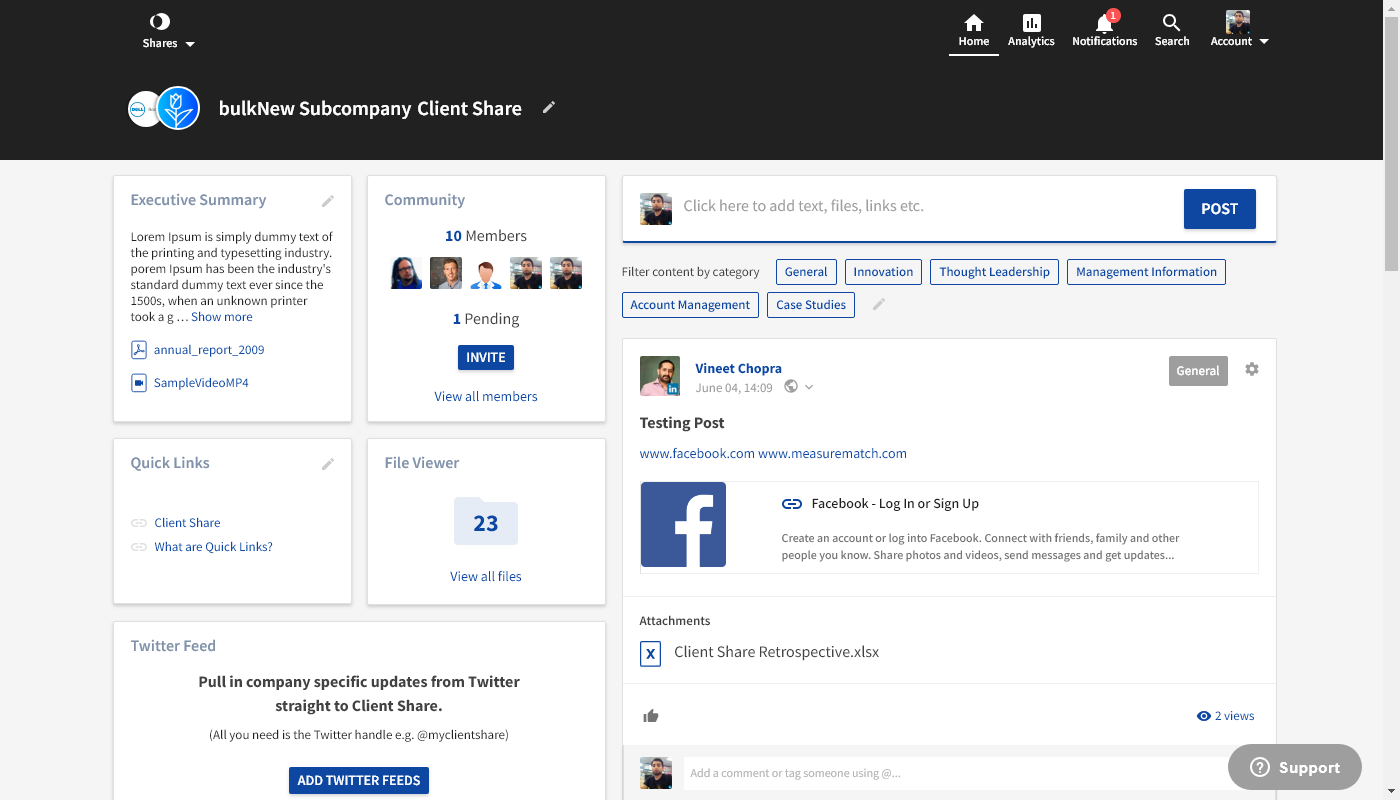 Shares
Home
Analytics
1
Notifications
Search
Account
DELL
bulkNew Subcompany Client Share
Executive Summary
Lorem Ipsum is simply dummy text of
the printing and typesetting industry.
porem Ipsum has been the industry's
standard dummy text ever since the
1500s, when an unknown printer
took a g ... Show more
annual_report_2009
SampleVideoMP4
Community
10 Members
1 Pending
INVITE
View all members
Quick Links
Client Share
What are Quick Links?
File Viewer
23
View all files
Twitter Feed
Pull in company specific updates from Twitter
straight to Client Share.
(All you need is the Twitter handle e.g. @myclientshare)
ADD TWITTER FEEDS
Click here to add text, files, links etc.
POST
Filter content by category
General
Innovation
Thought Leadership
Management Information
Account Management
Case Studies
in
Vineet Chopra
June 04, 14:09
General
Testing Post
www.facebook.com www.measurematch.com
f
Facebook - Log In or Sign Up
Create an account or log into Facebook. Connect with friends, family and other
people you know. Share photos and videos, send messages and get updates...
Attachments
X
Client Share Retrospective.xlsx
2 views
Add a comment or tag someone using @...
? Support